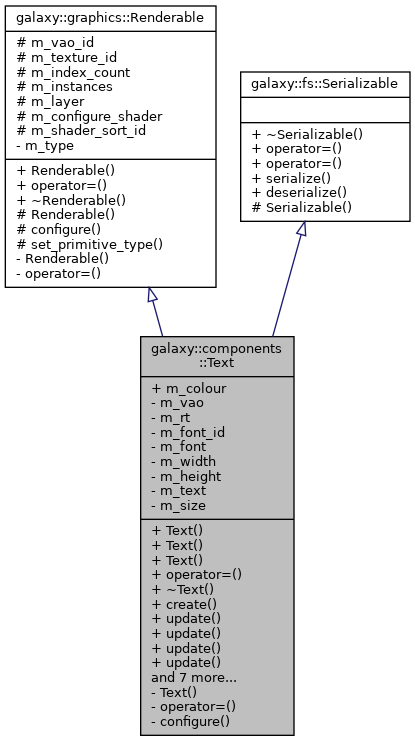 galaxy::graphics::Renderable
# m_vao_id
# m_texture_id
# m_index_count
# m_instances
# m_layer
# m_configure_shader
# m_shader_sort_id
- m_type
+ Renderable()
+ operator=()
+ ~Renderable()
# Renderable()
# configure()
# set_primitive_type()
- Renderable()
- operator=()
galaxy::fs::Serializable
+ ~Serializable()
+ operator=()
+ operator=()
+ serialize()
+ deserialize()
# Serializable()
galaxy::components
::Text
+ m_colour
- m_vao
- m_rt
- m_font_id
- m_font
- m_width
- m_height
- m_text
- m_size
+ Text()
+ Text()
+ Text()
+ operator=()
+ ~Text()
+ create()
+ update()
+ update()
+ update()
+ update()
and 7 more...
- Text()
- operator=()
- configure()